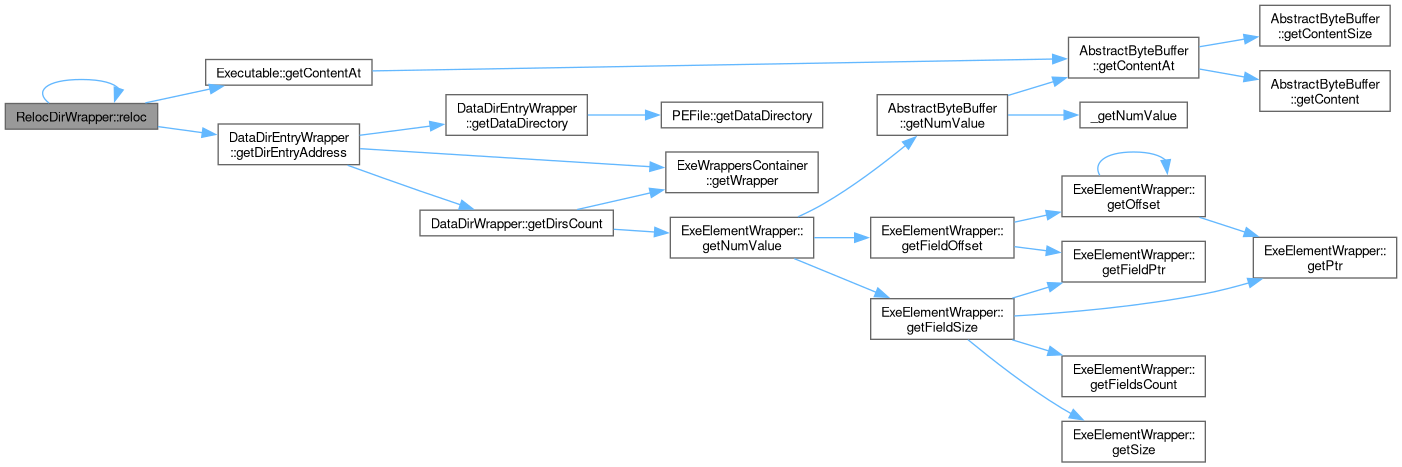 RelocDirWrapper::reloc
Executable::getContentAt
DataDirEntryWrapper
::getDirEntryAddress
DataDirEntryWrapper
::getDataDirectory
DataDirWrapper::getDirsCount
PEFile::getDataDirectory
ExeWrappersContainer
::getWrapper
ExeElementWrapper::
getNumValue
AbstractByteBuffer
::getNumValue
ExeElementWrapper::
getFieldOffset
ExeElementWrapper::
getFieldSize
AbstractByteBuffer
::getContentAt
_getNumValue
ExeElementWrapper::
getOffset
ExeElementWrapper::
getFieldPtr
ExeElementWrapper::
getFieldsCount
ExeElementWrapper::
getSize
AbstractByteBuffer
::getContentSize
AbstractByteBuffer
::getContent
ExeElementWrapper::
getPtr